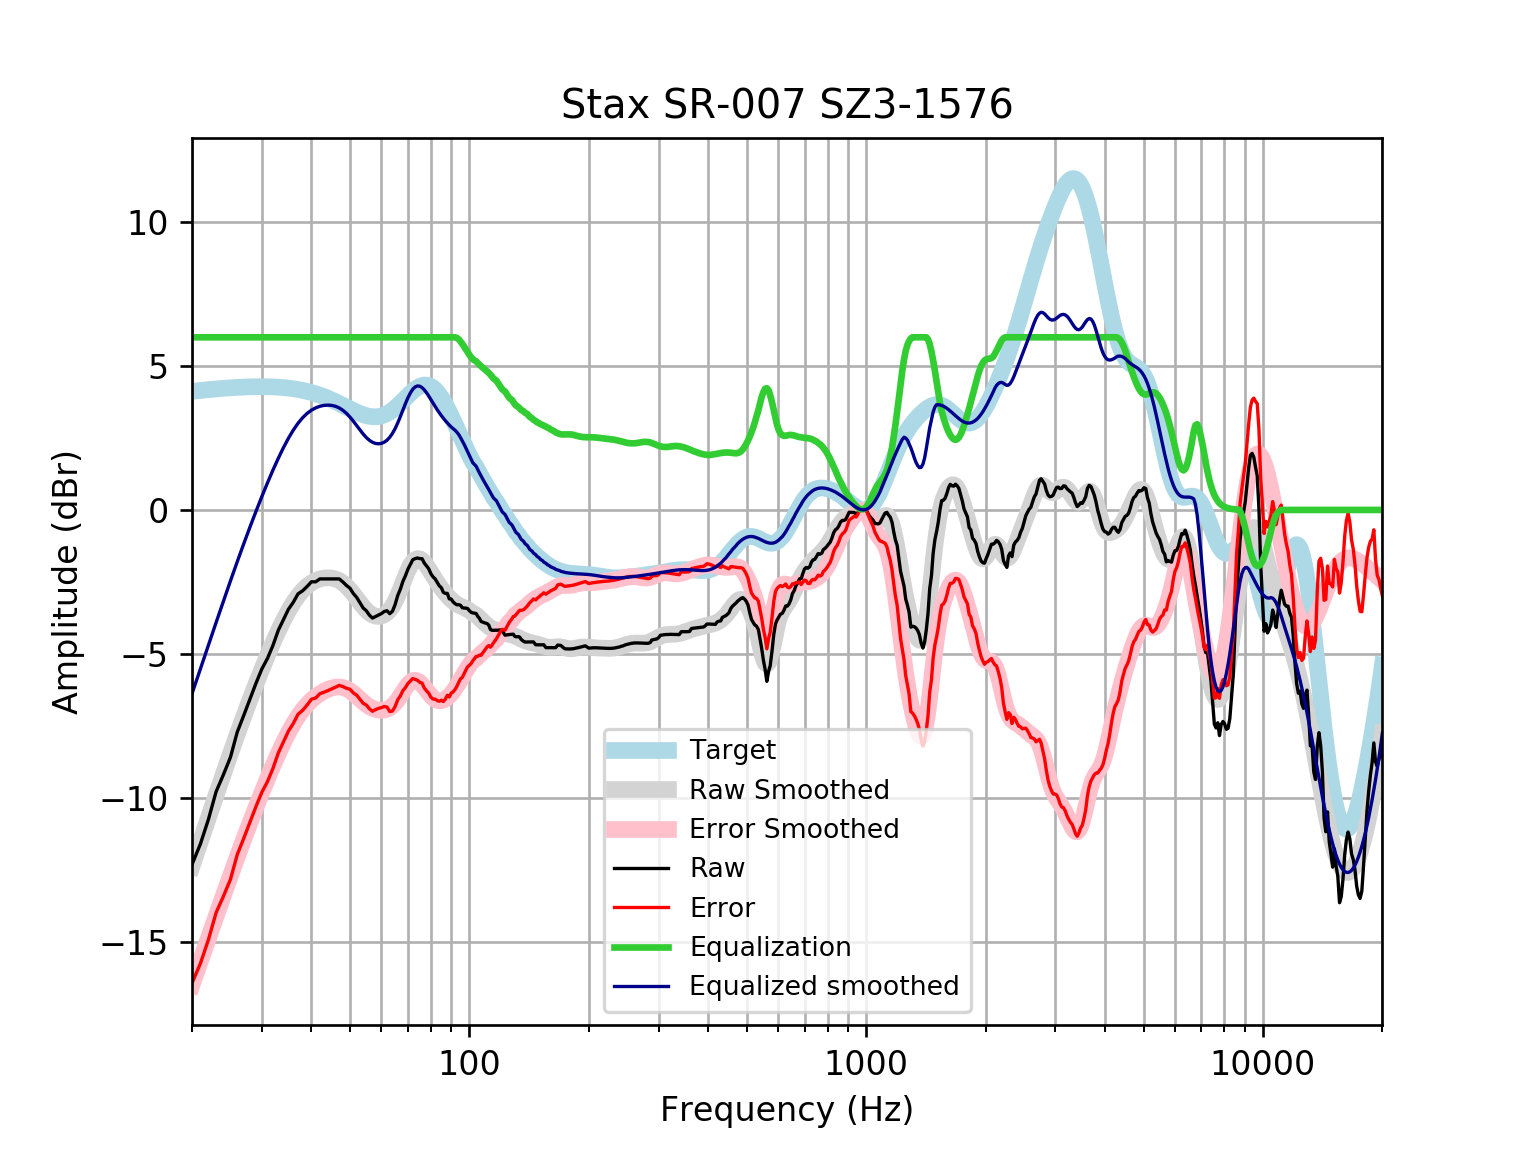 Stax SR-007 SZ3-1576
Amplitude (dBr)
10
5
0
−5
−10
−15
Target
Raw Smoothed
Error Smoothed
Raw
Error
Equalization
Equalized smoothed
100
1000
10000
Frequency (Hz)